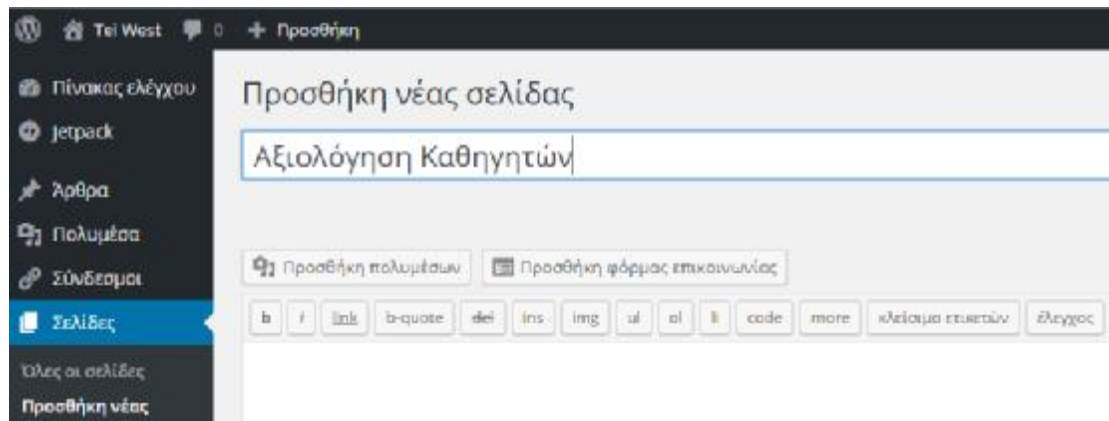 Tei West 0 + Προσθήκη
Πίνακας ελέγχου
Jetpack
Άρθρα
Πολυμέσα
Σύνδεσμοι
Σελίδες
Όλες οι σελίδες
Προσθήκη νέας
Προσθήκη νέας σελίδας
Αξιολόγηση Καθηγητών
Προσθήκη πολυμέσων Προσθήκη φόρμας επικοινωνίας
b i link b-quote del ins img ul ol li code more κλείσιμο ετικετών έλεγχος